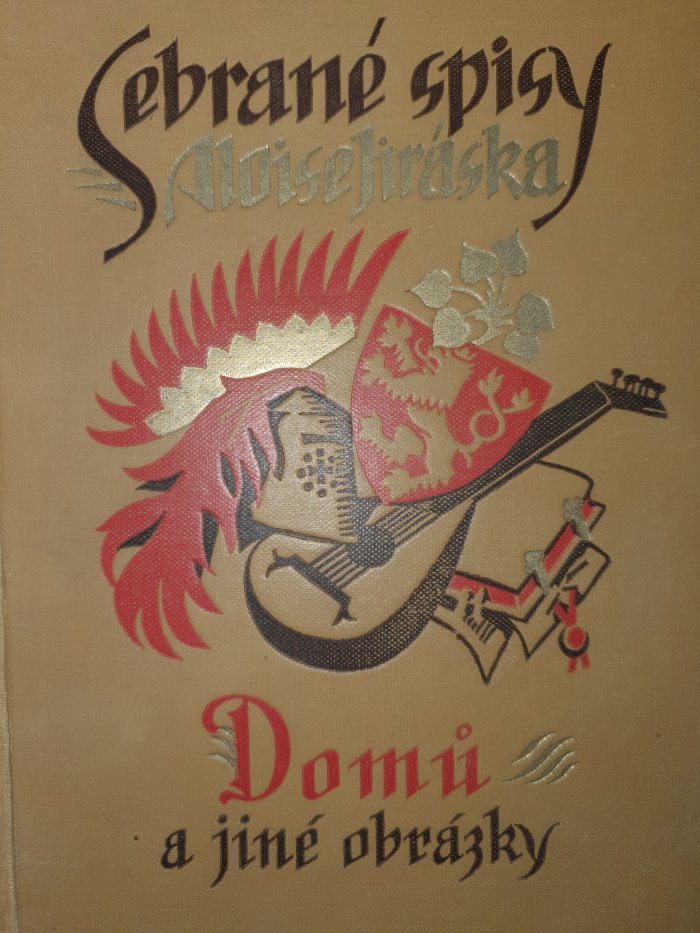 Sebrané spisy
Aloise Jiráska
Domů
a jiné obrázky